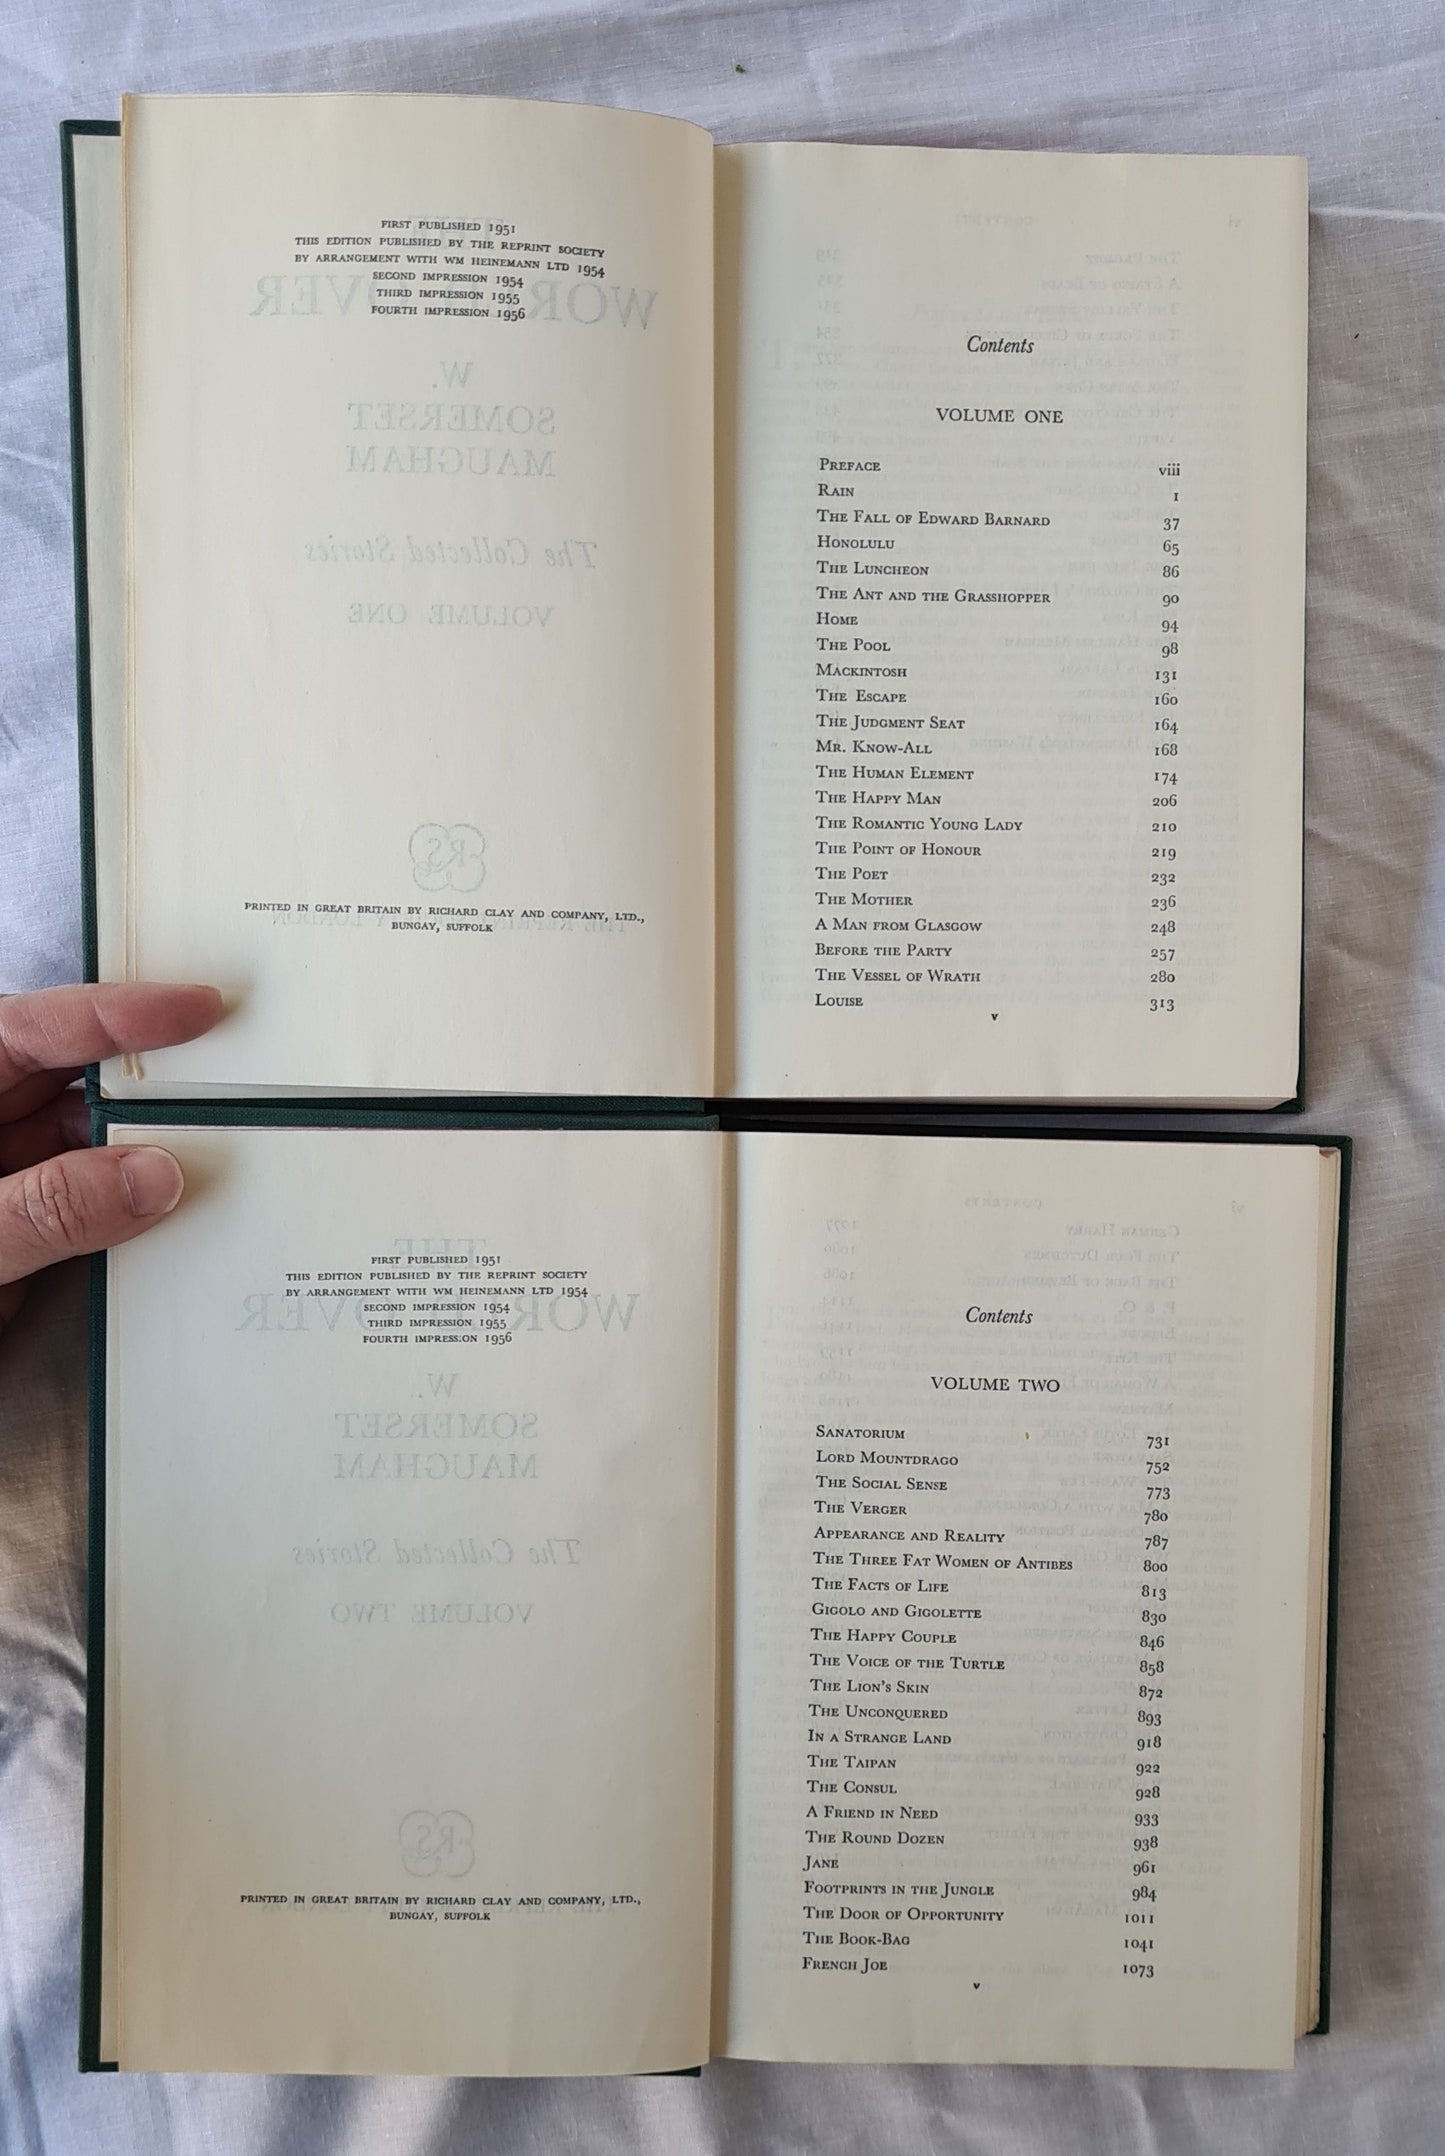 FIRST PUBLISHED 1951
THIS EDITION PUBLISHED BY THE REPRINT SOCIETY
BY ARRANGEMENT WITH WM HEINEMANN LTD 1954
SECOND IMPRESSION 1954
THIRD IMPRESSION 1955
FOURTH IMPRESSION 1956
PRINTED IN GREAT BRITAIN BY RICHARD CLAY AND COMPANY, LTD.,
BUNGAY, SUFFOLK
Contents
VOLUME ONE
PREFACE viii
RAIN 1
THE FALL OF EDWARD BARNARD 37
HONOLULU 65
THE LUNCHEON 86
THE ANT AND THE GRASSHOPPER 90
HOME 94
THE POOL 98
MACKINTOSH 131
THE ESCAPE 160
THE JUDGMENT SEAT 164
MR. KNOW-ALL 168
THE HUMAN ELEMENT 174
THE HAPPY MAN 206
THE ROMANTIC YOUNG LADY 210
THE POINT OF HONOUR 219
THE POET 232
THE MOTHER 236
A MAN FROM GLASGOW 248
BEFORE THE PARTY 257
THE VESSEL OF WRATH 280
LOUISE 313
v
FIRST PUBLISHED 1951
THIS EDITION PUBLISHED BY THE REPRINT SOCIETY
BY ARRANGEMENT WITH WM HEINEMANN LTD 1954
SECOND IMPRESSION 1954
THIRD IMPRESSION 1955
FOURTH IMPRESSION 1956
PRINTED IN GREAT BRITAIN BY RICHARD CLAY AND COMPANY, LTD.,
BUNGAY, SUFFOLK
Contents
VOLUME TWO
SANATORIUM 731
LORD MOUNTDRAGO 752
THE SOCIAL SENSE 773
THE VERGER 780
APPEARANCE AND REALITY 787
THE THREE FAT WOMEN OF ANTIBES 800
THE FACTS OF LIFE 813
GIGOLO AND GIGOLETTE 830
THE HAPPY COUPLE 846
THE VOICE OF THE TURTLE 858
THE LION'S SKIN 872
THE UNCONQUERED 893
IN A STRANGE LAND 918
THE TAIPAN 922
THE CONSUL 928
A FRIEND IN NEED 933
THE ROUND DOZEN 938
JANE 961
FOOTPRINTS IN THE JUNGLE 984
THE DOOR OF OPPORTUNITY 1011
THE BOOK-BAG 1041
FRENCH JOE 1073
v